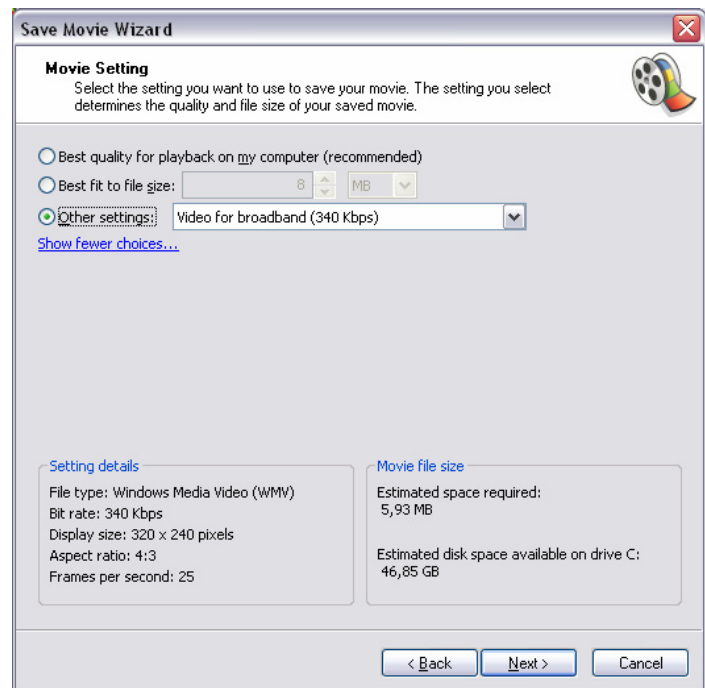 Save Movie Wizard
Movie Setting
Select the setting you want to use to save your movie. The setting you select
determines the quality and file size of your saved movie.
Best quality for playback on my computer (recommended)
Best fit to file size: 8 MB
Other settings: Video for broadband (340 Kbps)
Show fewer choices...
Setting details
File type: Windows Media Video (WMV)
Bit rate: 340 Kbps
Display size: 320 x 240 pixels
Aspect ratio: 4:3
Frames per second: 25
Movie file size
Estimated space required:
5,93 MB
Estimated disk space available on drive C:
46,85 GB
< Back Next > Cancel